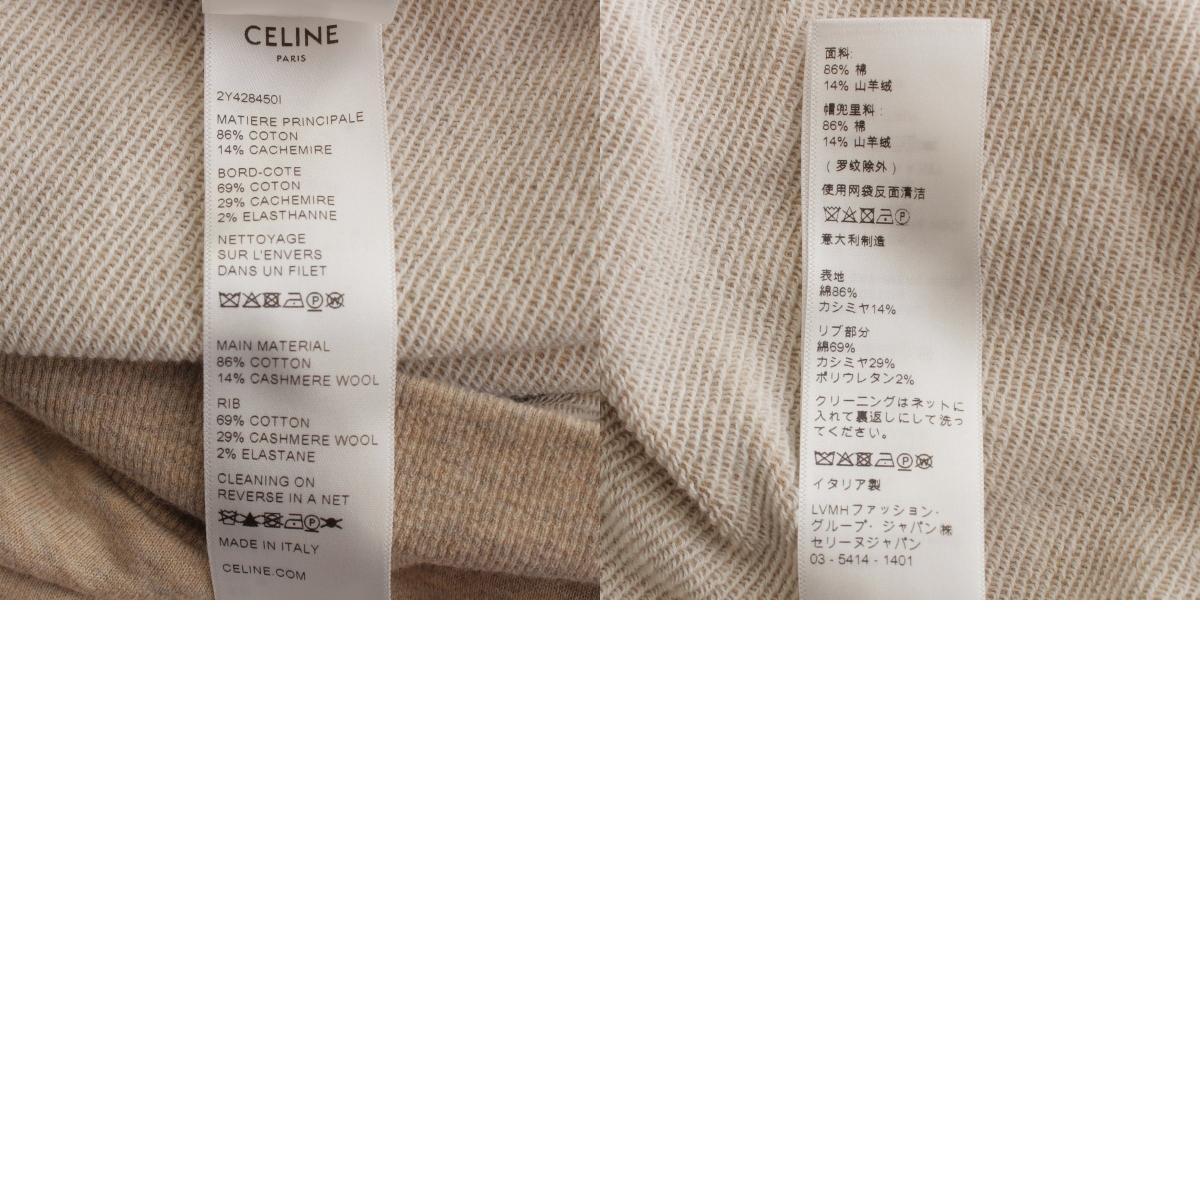 CELINE
PARIS
2Y428450I
MATIERE PRINCIPALE
86% COTON
14% CACHEMIRE
BORD-COTE
69% COTON
29% CACHEMIRE
2% ELASTHANNE
NETTOYAGE
SUR L'ENVERS
DANS UN FILET
MAIN MATERIAL
86% COTTON
14% CASHMERE WOOL
RIB
69% COTTON
29% CASHMERE WOOL
2% ELASTANE
CLEANING ON
REVERSE IN A NET
MADE IN ITALY
CELINE.COM
面料:
86% 棉
14% 山羊绒
帽兜里料:
86% 棉
14% 山羊绒
(罗纹除外)
使用网袋反面清洁
意大利制造
表地
綿86%
カシミヤ14%
リブ部分
綿69%
カシミヤ29%
ポリウレタン2%
クリーニングはネットに
入れて裏返しにして洗っ
てください。
イタリア製
LVMHファッション・
グループ・ジャパン㈱
セリーヌジャパン
03 - 5414 - 1401